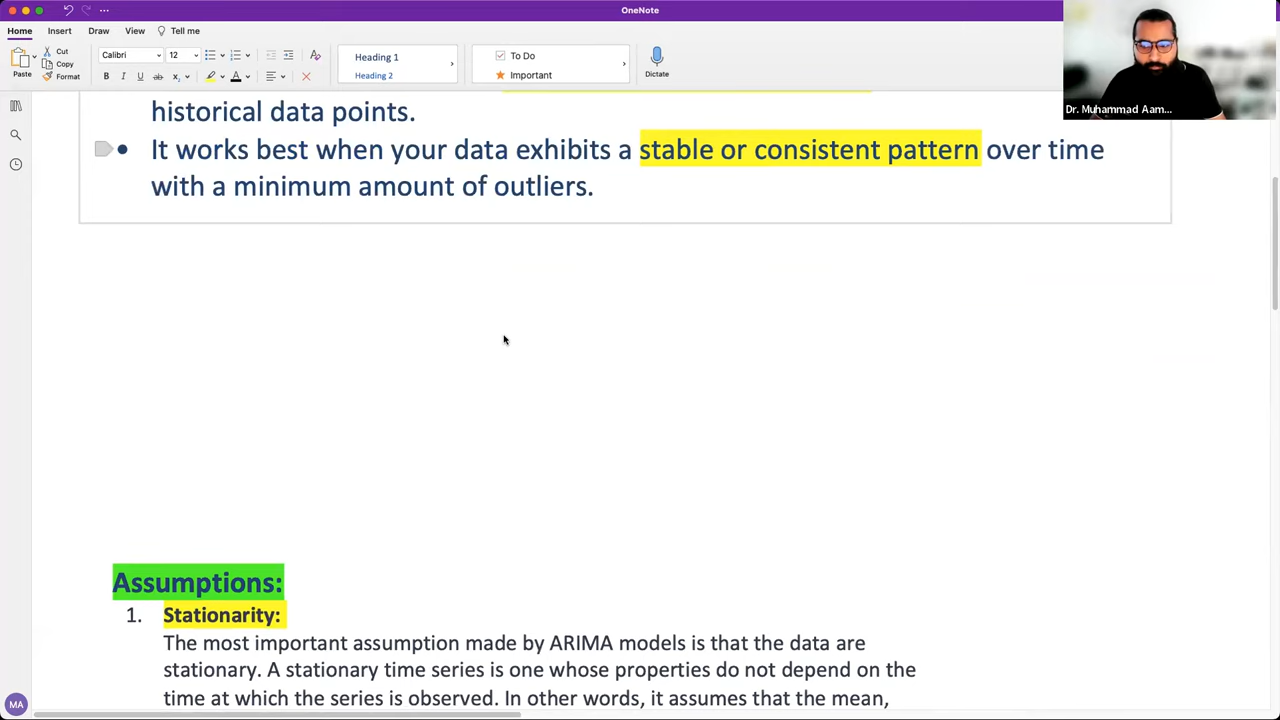 OneNote
Home Insert Draw View Tell me
Paste
Cut
Copy
Format
Calibri 12
Heading 1
Heading 2
To Do
Important
Dictate
Dr. Muhammad Aam...
historical data points.
• It works best when your data exhibits a stable or consistent pattern over time
with a minimum amount of outliers.
Assumptions:
1. Stationarity:
The most important assumption made by ARIMA models is that the data are
stationary. A stationary time series is one whose properties do not depend on the
time at which the series is observed. In other words, it assumes that the mean,
MA